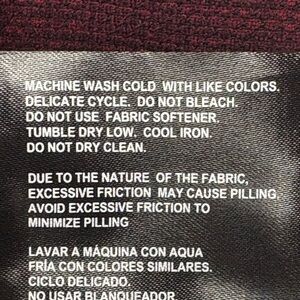 MACHINE WASH COLD WITH LIKE COLORS.
DELICATE CYCLE. DO NOT BLEACH.
DO NOT USE FABRIC SOFTENER.
TUMBLE DRY LOW. COOL IRON.
DO NOT DRY CLEAN.
DUE TO THE NATURE OF THE FABRIC,
EXCESSIVE FRICTION MAY CAUSE PILLING.
AVOID EXCESSIVE FRICTION TO
MINIMIZE PILLING
LAVAR A MÁQUINA CON AQUA
FRÍA CON COLORES SIMILARES.
CICLO DELICADO.
NO USAR BLANQUEADOR